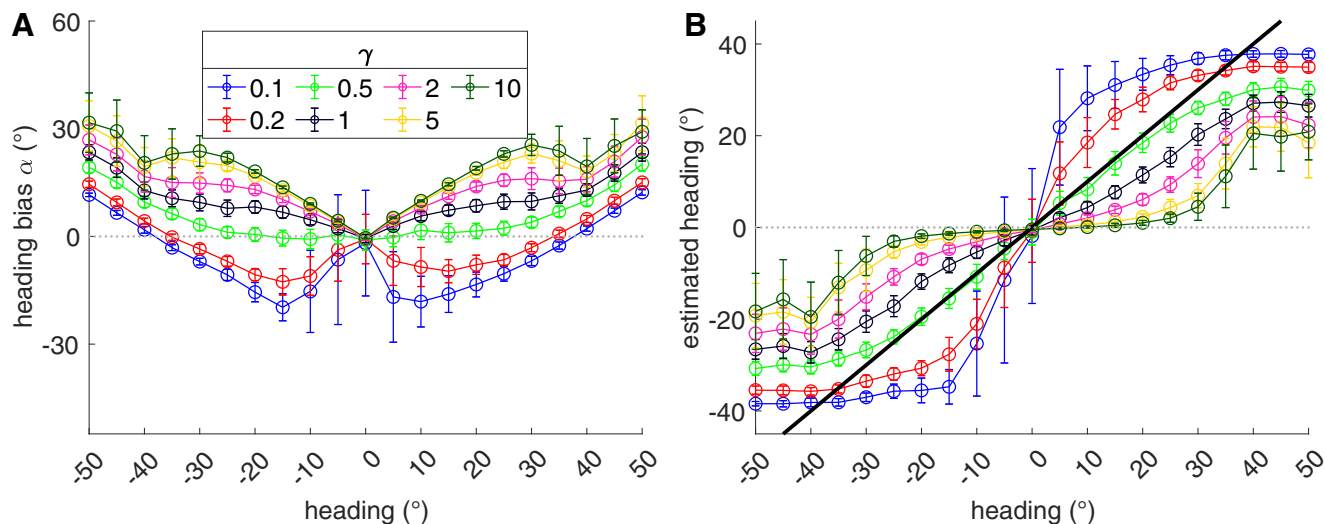 A
60
30
0
-30
heading bias α (°)
γ
0.1 0.5 2 10
0.2 1 5
-50 -40 -30 -20 -10 0 10 20 30 40 50
heading (°)
B
40
20
0
-20
-40
estimated heading (°)
-50 -40 -30 -20 -10 0 10 20 30 40 50
heading (°)